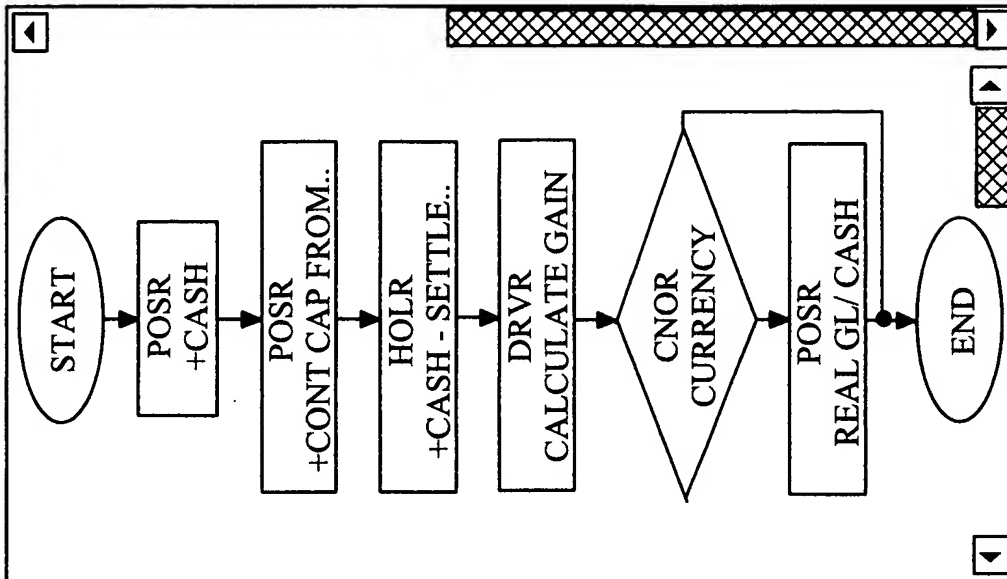 START
POSR
+CASH
POSR
+CONT CAP FROM..
HOLR
+CASH - SETTLE..
DRVR
CALCULATE GAIN
CNOR
CURRENCY
POSR
REAL GL/ CASH
END